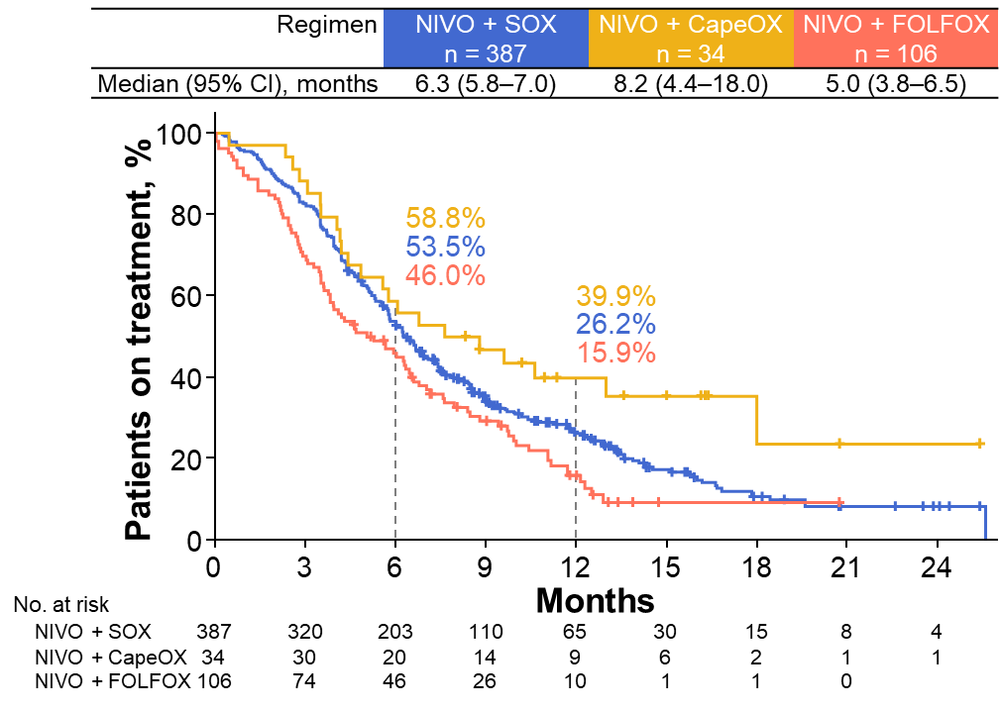 Regimen NIVO + SOX NIVO + CapeOX NIVO + FOLFOX
n = 387 n = 34 n = 106
Median (95% CI), months 6.3 (5.8–7.0) 8.2 (4.4–18.0) 5.0 (3.8–6.5)
Patients on treatment, %
100
80
60
40
20
0
58.8%
53.5%
46.0%
39.9%
26.2%
15.9%
0 3 6 9 12 15 18 21 24
Months
No. at risk
NIVO + SOX 387 320 203 110 65 30 15 8 4
NIVO + CapeOX 34 30 20 14 9 6 2 1 1
NIVO + FOLFOX 106 74 46 26 10 1 1 0